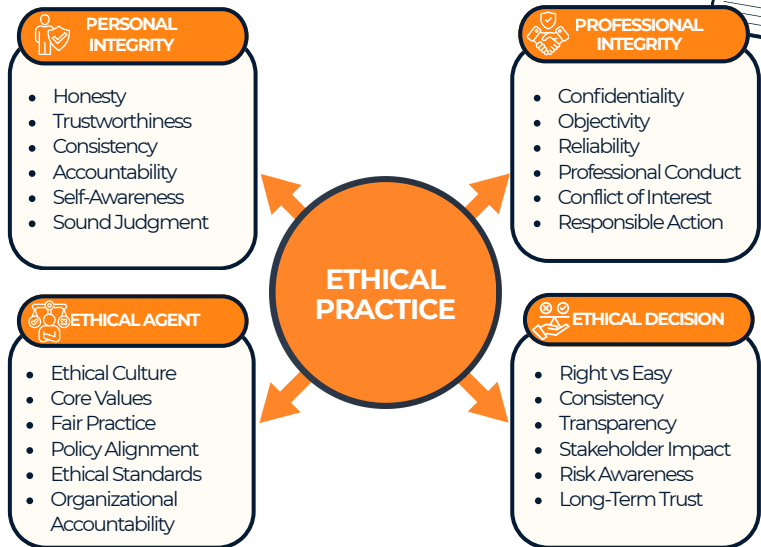 PERSONAL
INTEGRITY
• Honesty
• Trustworthiness
• Consistency
• Accountability
• Self-Awareness
• Sound Judgment
PROFESSIONAL
INTEGRITY
• Confidentiality
• Objectivity
• Reliability
• Professional Conduct
• Conflict of Interest
• Responsible Action
ETHICAL
PRACTICE
ETHICAL AGENT
• Ethical Culture
• Core Values
• Fair Practice
• Policy Alignment
• Ethical Standards
• Organizational
Accountability
ETHICAL DECISION
• Right vs Easy
• Consistency
• Transparency
• Stakeholder Impact
• Risk Awareness
• Long-Term Trust